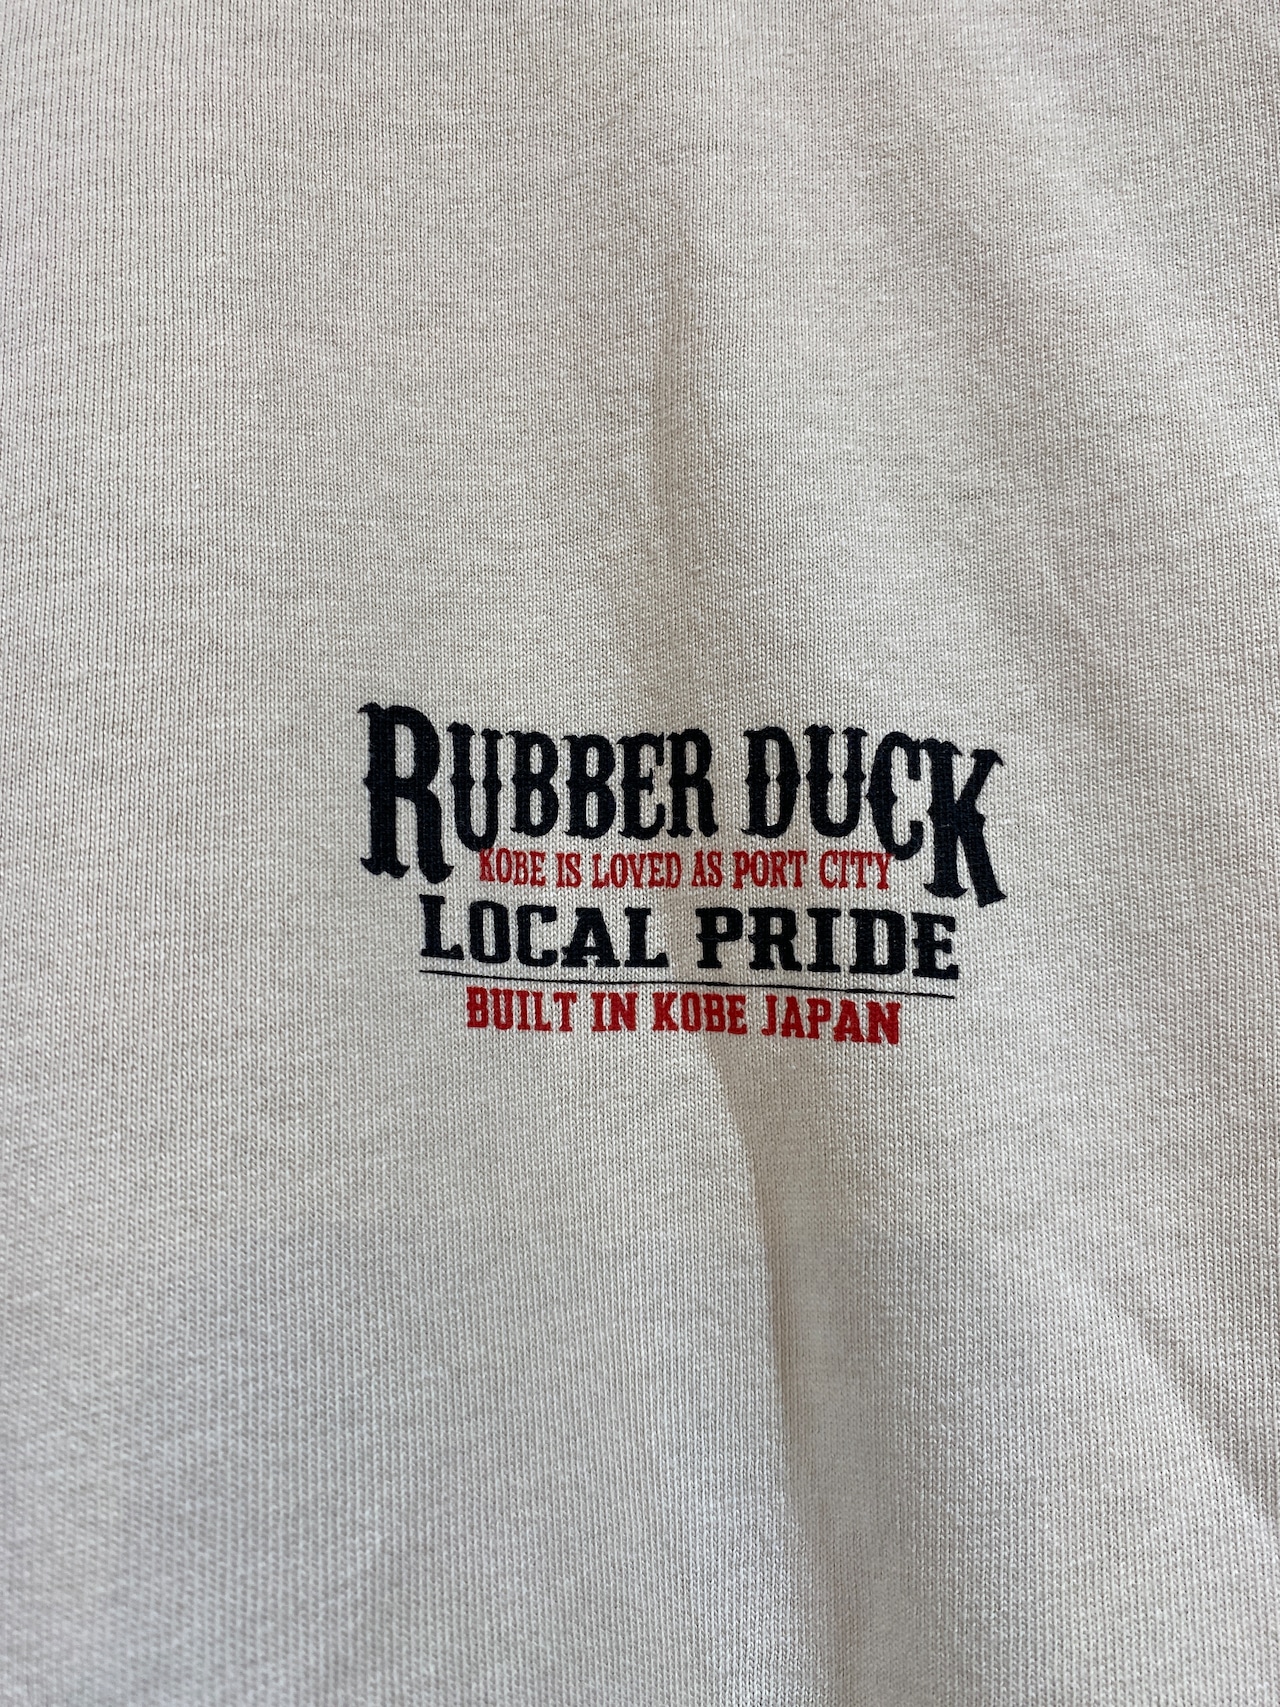 RUBBER DUCK
KOBE IS LOVED AS PORT CITY
LOCAL PRIDE
BUILT IN KOBE JAPAN